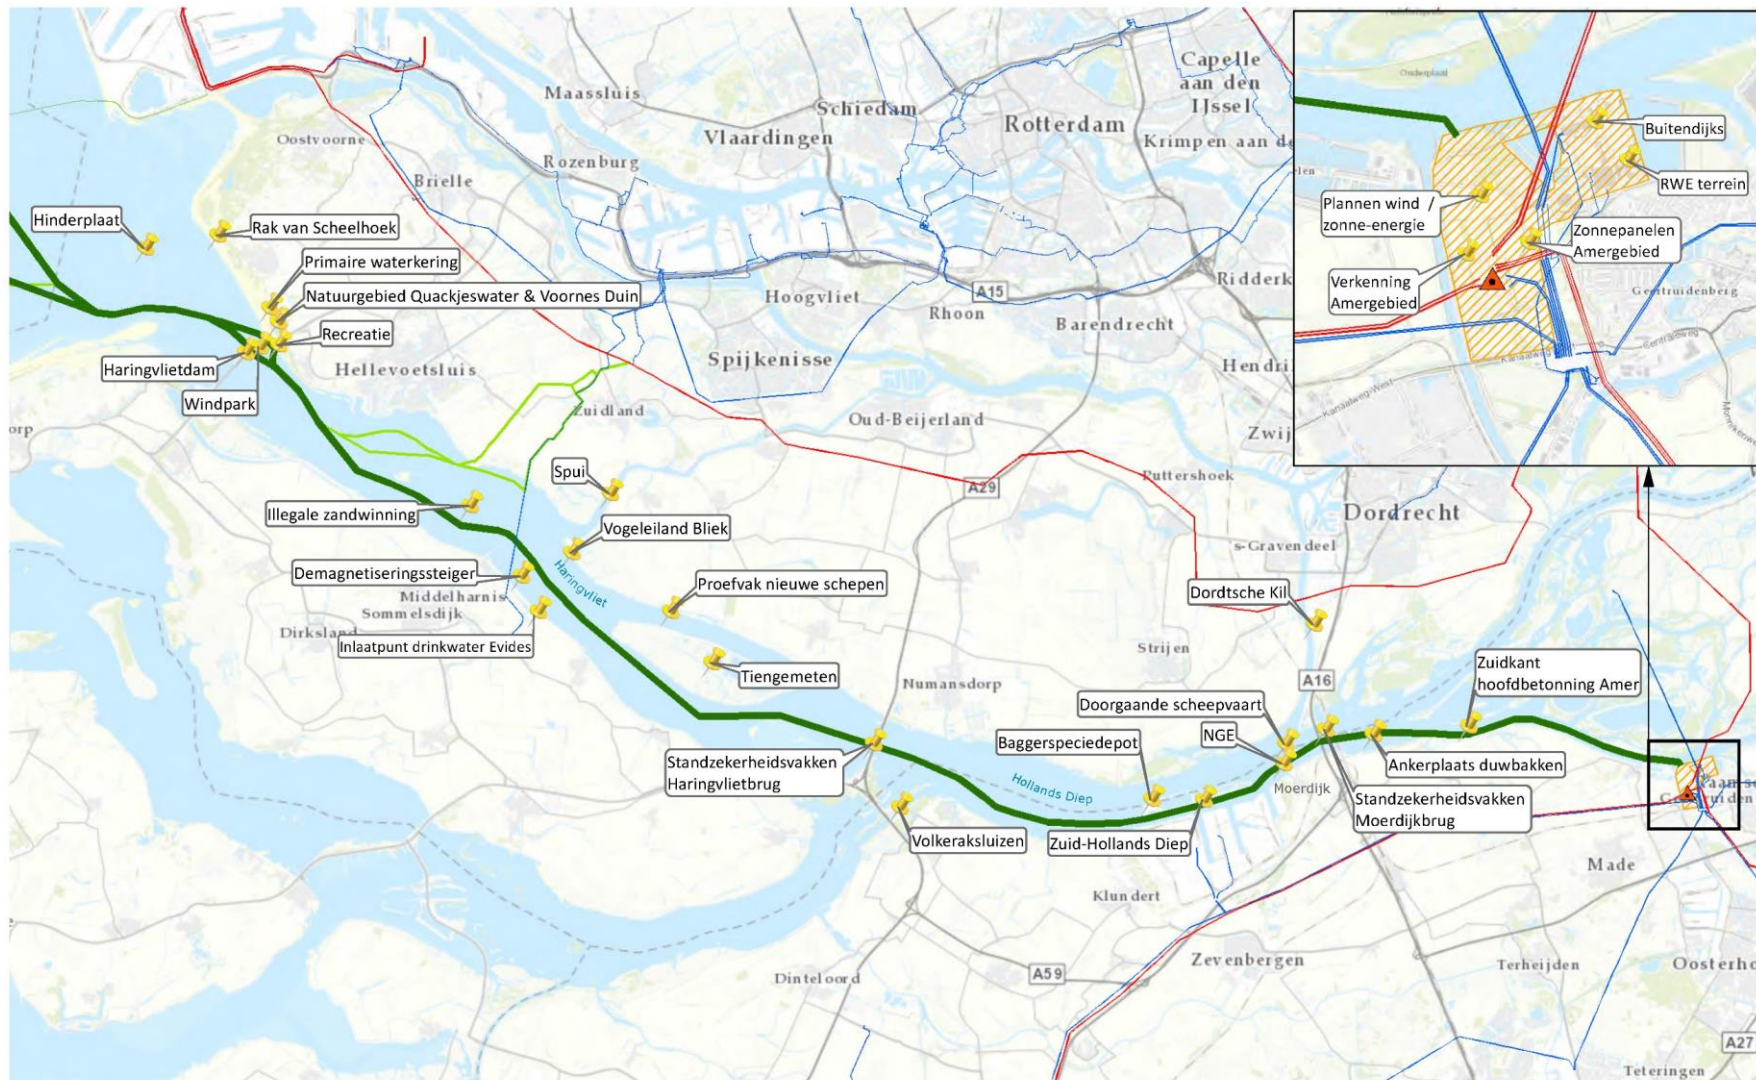 Maassluis
Vlaardingen
Schiedam
Capelle
aan den
IJssel
Rotterdam
Krimpen aan
Oostvoorne
Rozenburg
Brielle
Hinderplaat
Rak van Scheelhoek
Primaire waterkering
Natuurgebied Quackjeswater & Voornes Duin
Recreatie
Haringvlietdam
Windpark
Hellevoetsluis
Hoogvliet
A15
Rhoon
Barendrecht
Ridderk
Spijkenisse
Hendri
Zuidland
Oud-Beijerland
Zwij
orp
Spui
A29
Puttershoek
Dordrecht
Illegale zandwinning
Vogeleiland Bliek
s-Gravendeel
Haringvliet
Demagnetiseringssteiger
Middelharnis
Sommelsdijk
Dirksland
Proefvak nieuwe schepen
Dordtsche Kil
Inlaatpunt drinkwater Evides
Strijen
Tiengemeten
Numansdorp
A16
Zuidkant
hoofdbetonning Amer
Doorgaande scheepvaart
NGE
Baggerspeciedepot
Standzekerheidsvakken
Haringvlietbrug
Ankerplaats duwbakken
Hollands Diep
Moerdijk
Standzekerheidsvakken
Moerdijkbrug
Volkeraksluizen
Zuid-Hollands Diep
Made
Klundert
Zevenbergen
Terheijden
Oosterho
Dinteloord
A59
A27
Teteringen
Buitendijks
RWE terrein
Plannen wind /
zonne-energie
Zonnepanelen
Amergebied
Verkenning
Amergebied
Geertruidenberg
Kanaalweg-West
Centraleweg